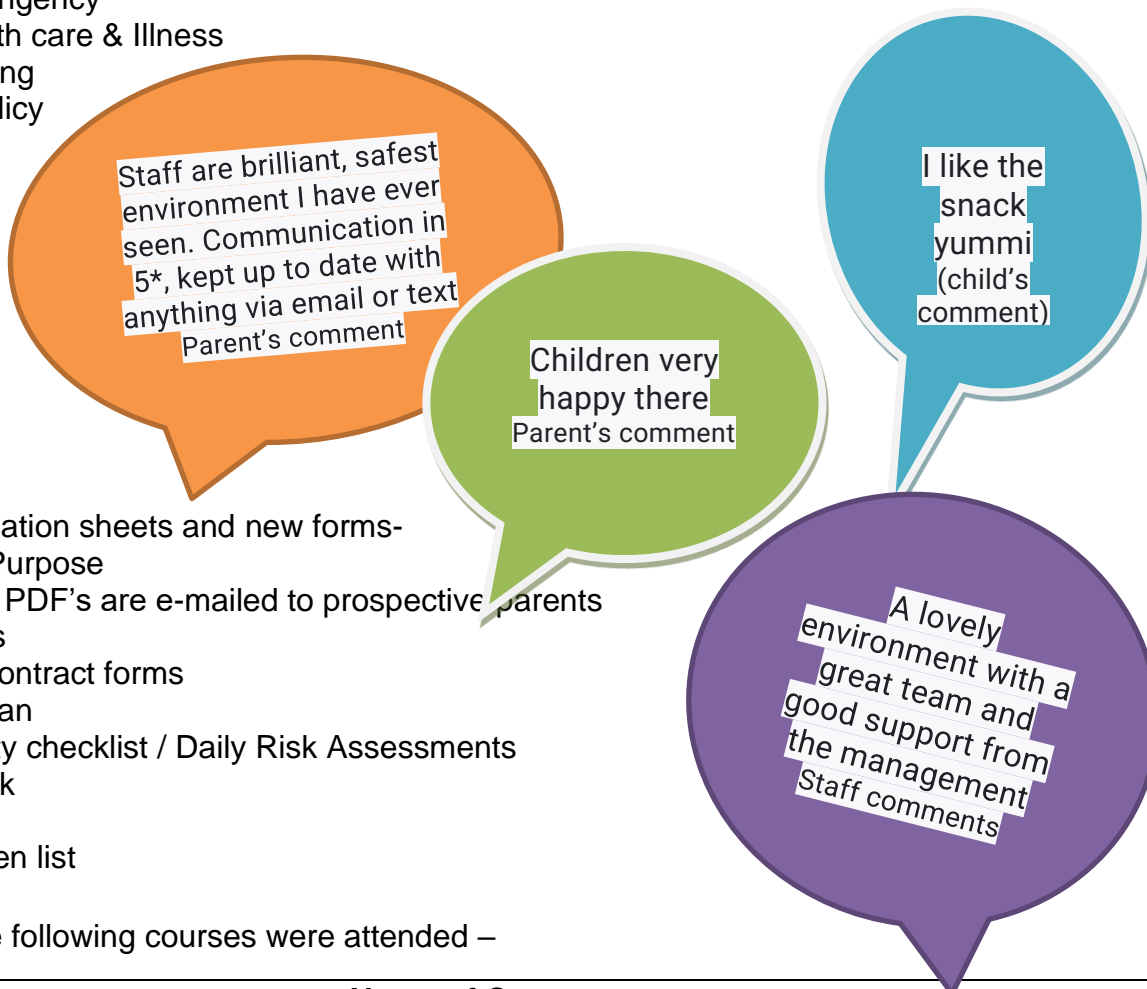 ngency
th care & Illness
ng
licy
Staff are brilliant, safest
environment I have ever
seen. Communication in
5*, kept up to date with
anything via email or text
Parent's comment
I like the
snack
yummi
(child's
comment)
Children very
happy there
Parent's comment
ation sheets and new forms-
Purpose
PDF's are e-mailed to prospective parents
s
ontract forms
an
ty checklist / Daily Risk Assessments
k
en list
A lovely
environment with a
great team and
good support from
the management
Staff comments
e following courses were attended –